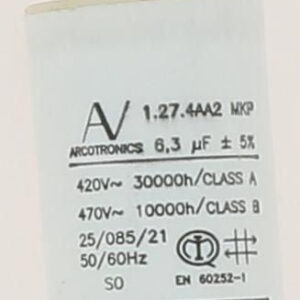 1.27.4AA2 MKP
ARCOTRONICS 6,3 µF ± 5%
420V~ 30000h/CLASS A
470V~ 10000h/CLASS B
25/085/21
50/60Hz
SO EN 60252-1